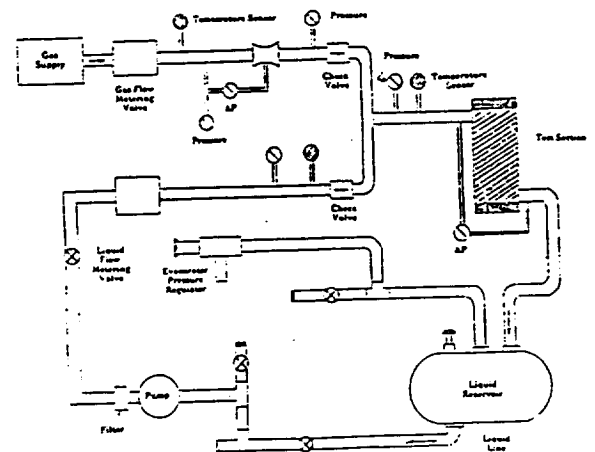 Temperature Sensor
Pressure
Gas
Supply
Gas Flow
Metering
Valve
ΔP
Check
Valve
Pressure
Pressure
Temperature
Sensor
Test Section
Check
Valve
Liquid
Flow
Metering
Valve
Evaporator
Pressure
Regulator
ΔP
Pump
Filter
Liquid
Reservoir
Liquid
Line